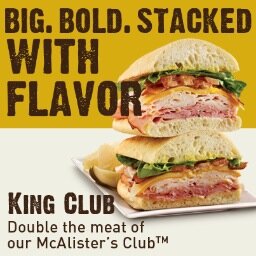 BIG. BOLD. STACKED
WITH
FLAVOR
KING CLUB
Double the meat of
our McAlister's Club™